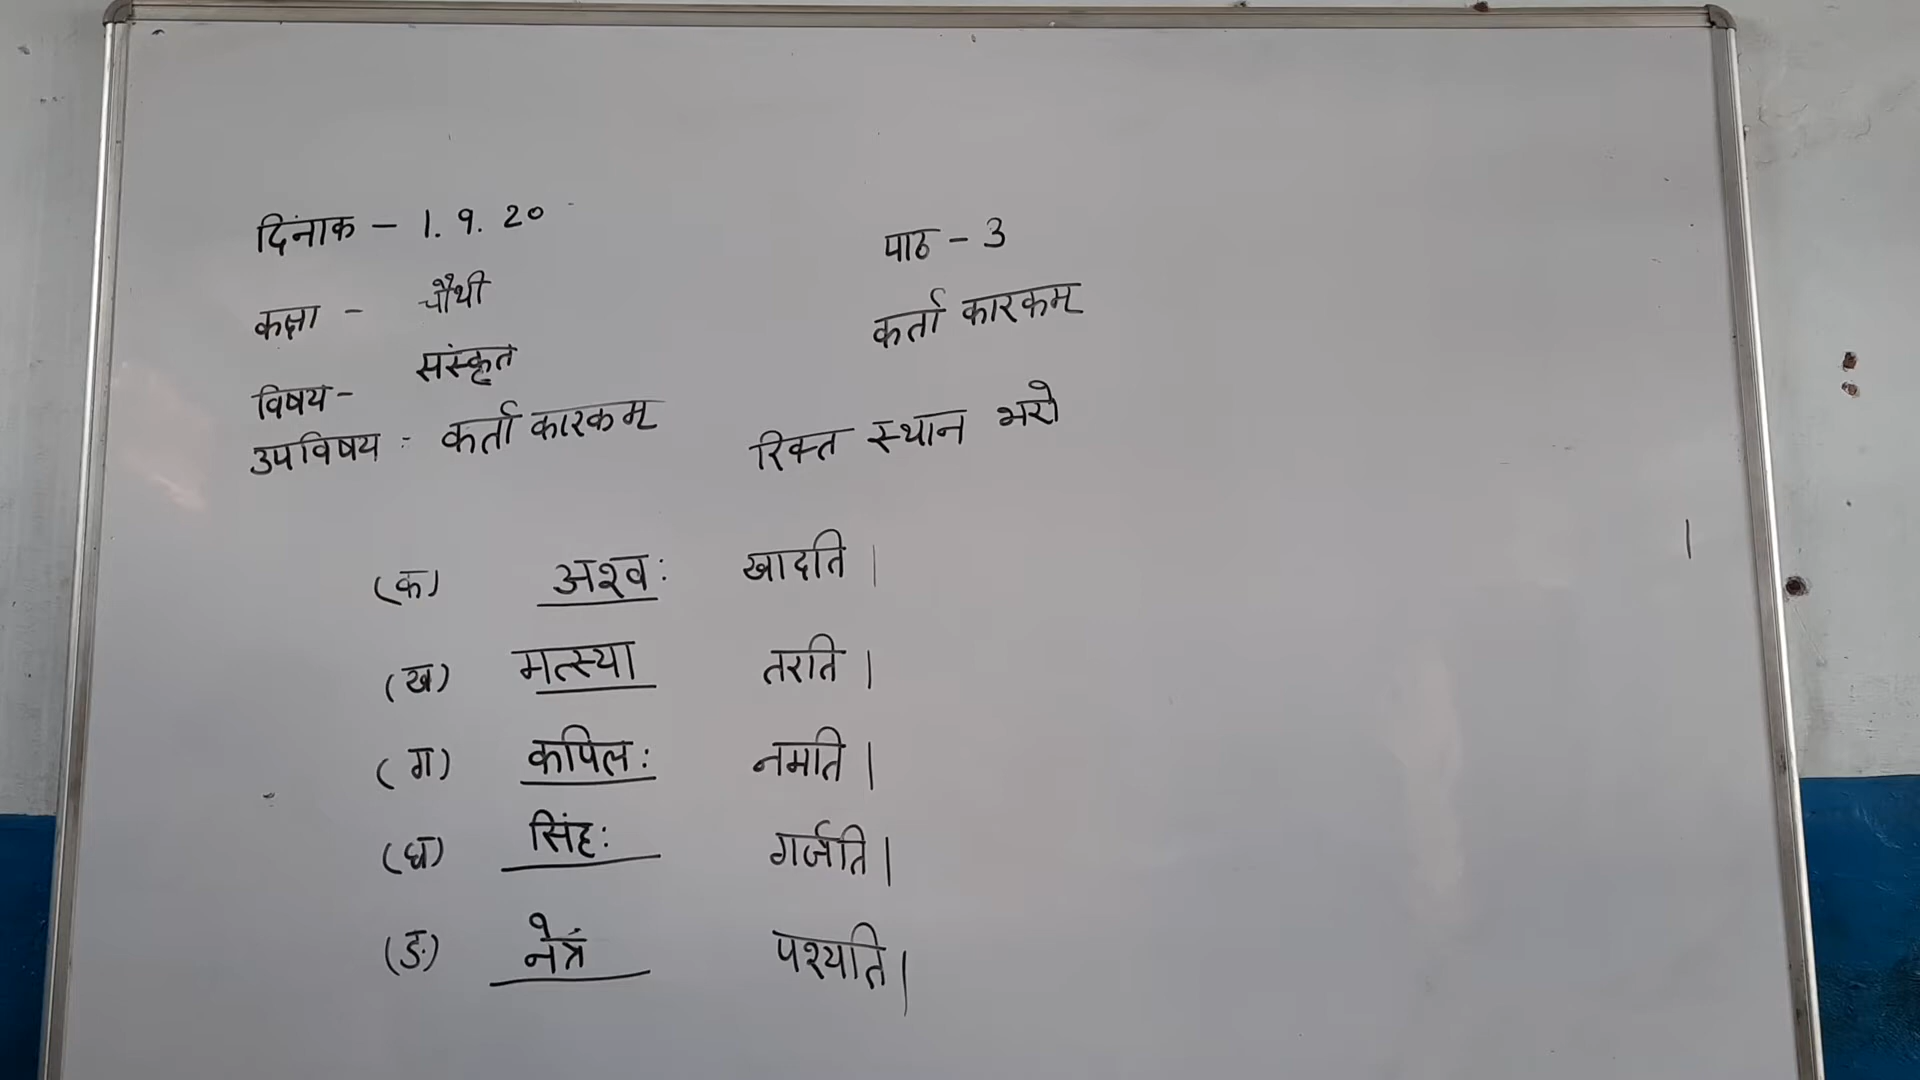 दिंनाक - 1.9.20
कक्षा - चौथी
विषय- संस्कृत
उपविषय - कर्ता कारकम्
पाठ - 3
कर्ता कारकम्
रिक्त स्थान भरो
(क) अश्व: खादति |
(ख) मत्स्या तरति |
(ग) कपिल: नमति |
(घ) सिंह: गर्जति |
(ङ) नेत्रं पश्यति |